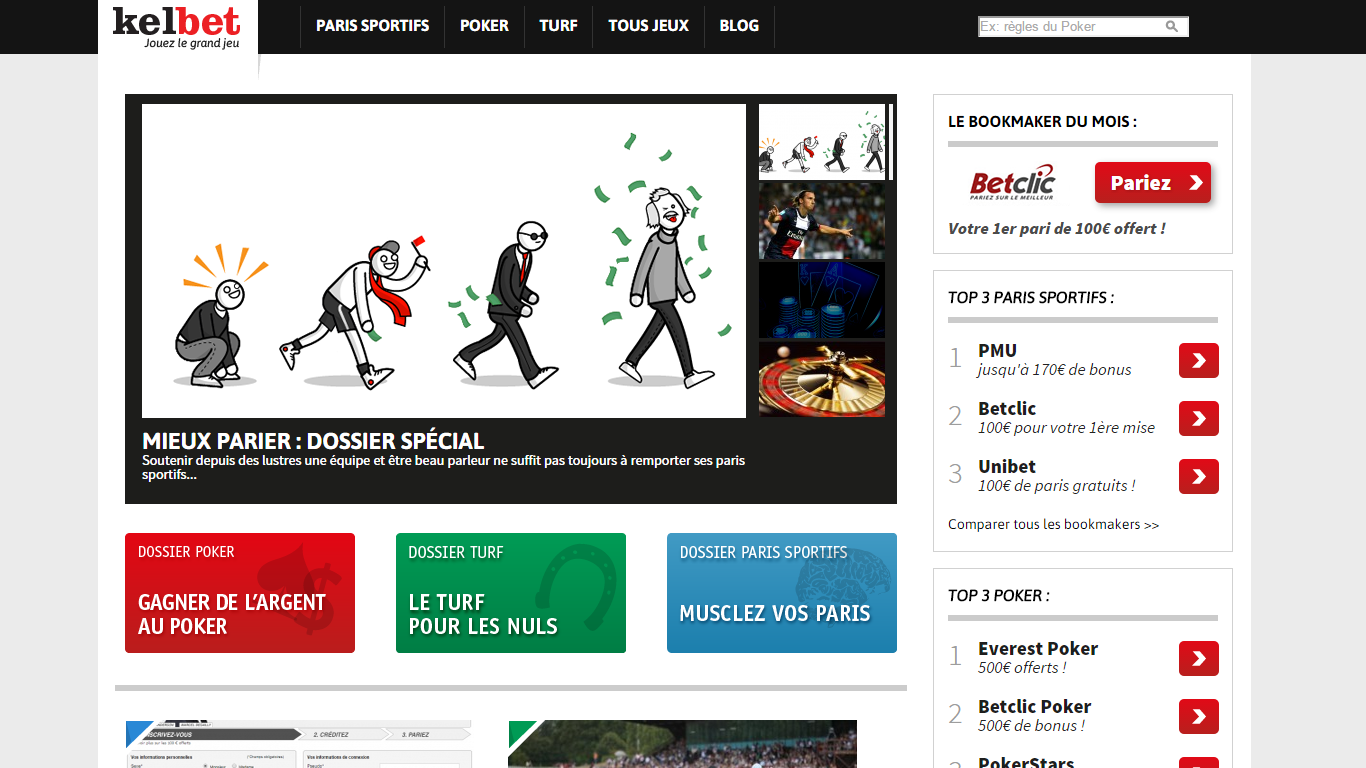 kelbet
Jouez le grand jeu
PARIS SPORTIFS
POKER
TURF
TOUS JEUX
BLOG
Ex: règles du Poker
MIEUX PARIER : DOSSIER SPÉCIAL
Soutenir depuis des lustres une équipe et être beau parleur ne suffit pas toujours à remporter ses paris
sportifs...
DOSSIER POKER
GAGNER DE L'ARGENT
AU POKER
DOSSIER TURF
LE TURF
POUR LES NULS
DOSSIER PARIS SPORTIFS
MUSCLEZ VOS PARIS
2. CRÉDITEZ
3. PARIEZ
Vos informations personnelles
Vos informations de connexion
LE BOOKMAKER DU MOIS :
Betclic
PARIEZ SUR LE MEILLEUR
Pariez
Votre 1er pari de 100€ offert !
TOP 3 PARIS SPORTIFS :
1 PMU
jusqu'à 170€ de bonus
2 Betclic
100€ pour votre 1ère mise
3 Unibet
100€ de paris gratuits !
Comparer tous les bookmakers >>
TOP 3 POKER :
1 Everest Poker
500€ offerts !
2 Betclic Poker
500€ de bonus !
PokerStars